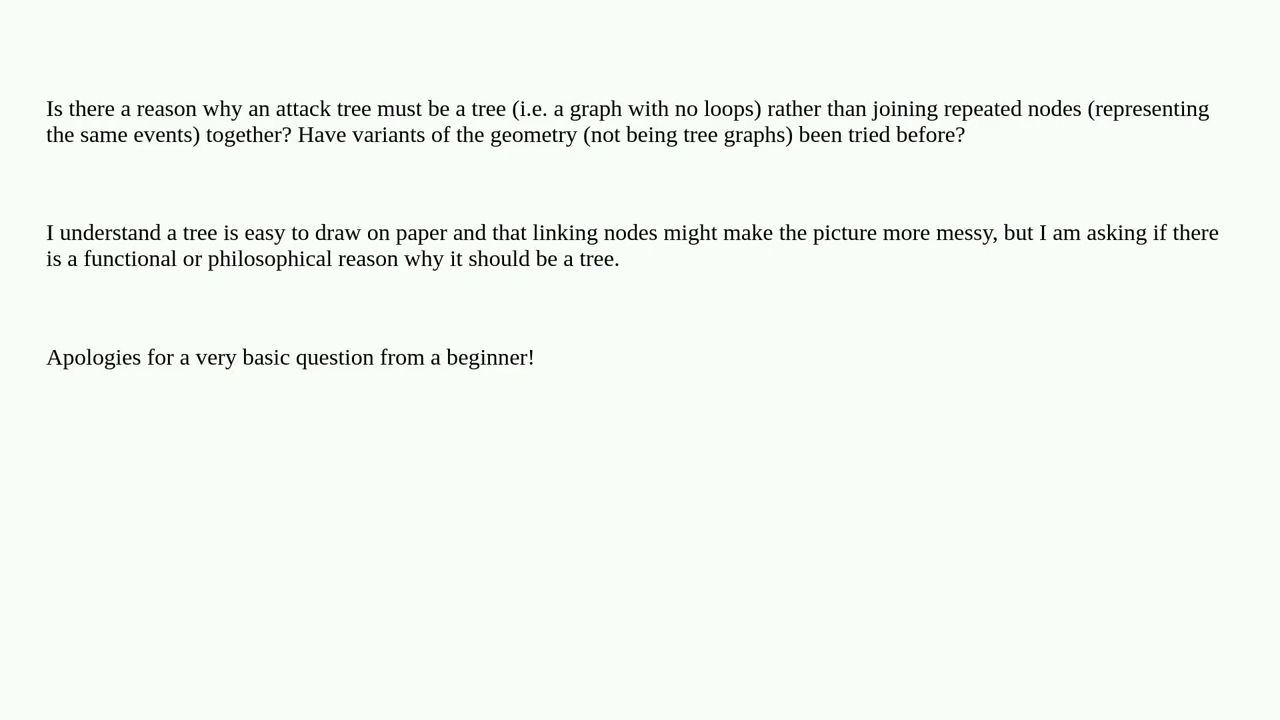 Is there a reason why an attack tree must be a tree (i.e. a graph with no loops) rather than joining repeated nodes (representing
the same events) together? Have variants of the geometry (not being tree graphs) been tried before?
I understand a tree is easy to draw on paper and that linking nodes might make the picture more messy, but I am asking if there
is a functional or philosophical reason why it should be a tree.
Apologies for a very basic question from a beginner!